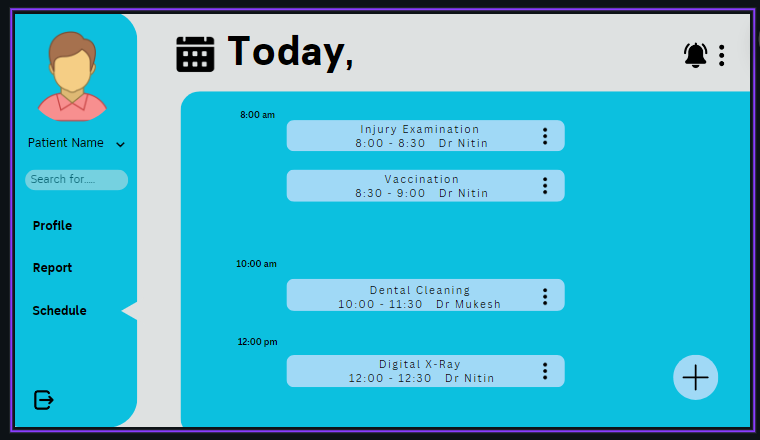 Today,
Patient Name
Search for.....
Profile
Report
Schedule
8:00 am
Injury Examination
8:00 - 8:30 Dr Nitin
Vaccination
8:30 - 9:00 Dr Nitin
10:00 am
Dental Cleaning
10:00 - 11:30 Dr Mukesh
12:00 pm
Digital X-Ray
12:00 - 12:30 Dr Nitin